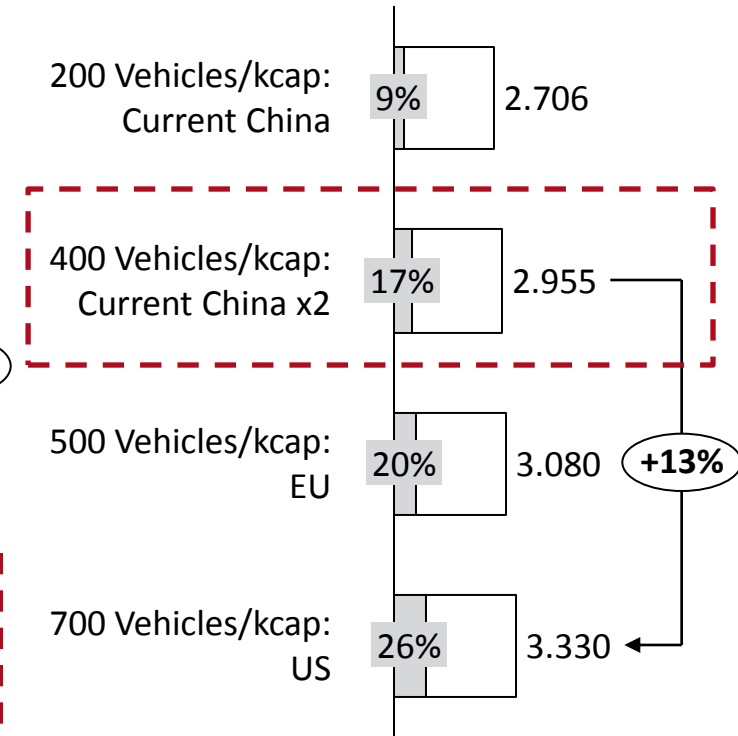 200 Vehicles/kcap:
Current China
9%
2.706
400 Vehicles/kcap:
Current China x2
17%
2.955
500 Vehicles/kcap:
EU
20%
3.080
+13%
700 Vehicles/kcap:
US
26%
3.330